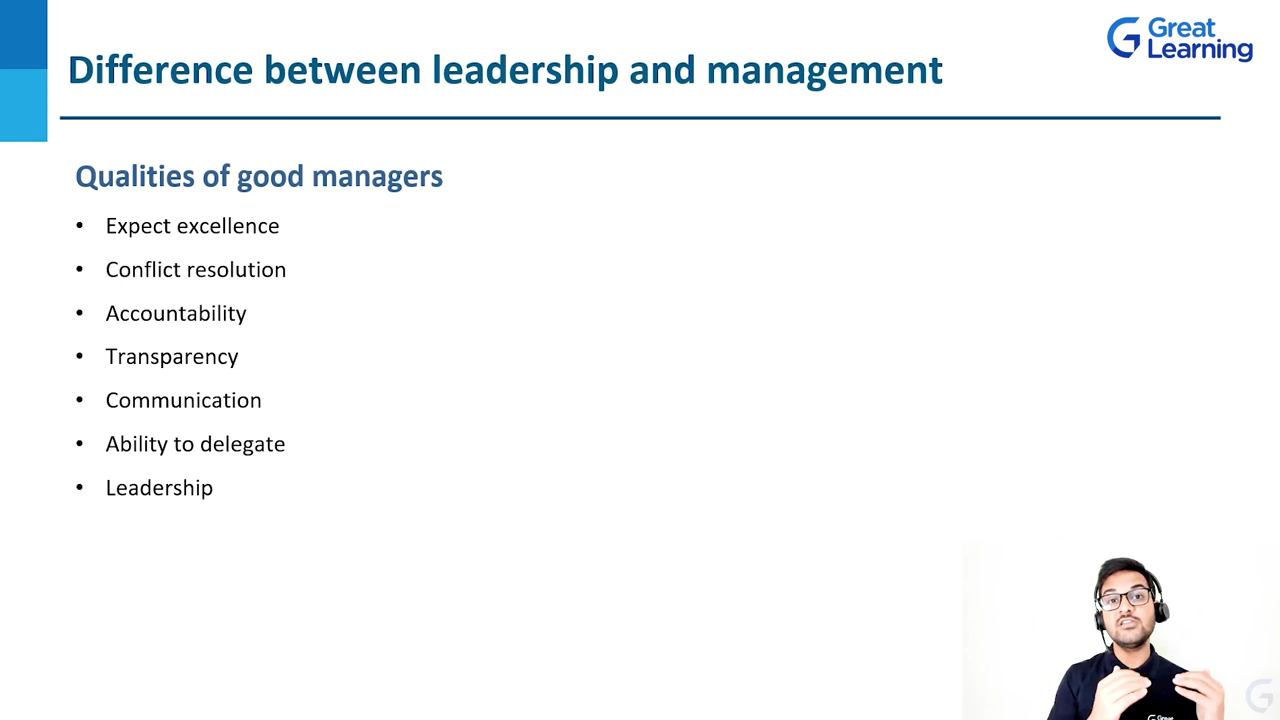 Great
Learning
Difference between leadership and management
Qualities of good managers
• Expect excellence
• Conflict resolution
• Accountability
• Transparency
• Communication
• Ability to delegate
• Leadership
Great